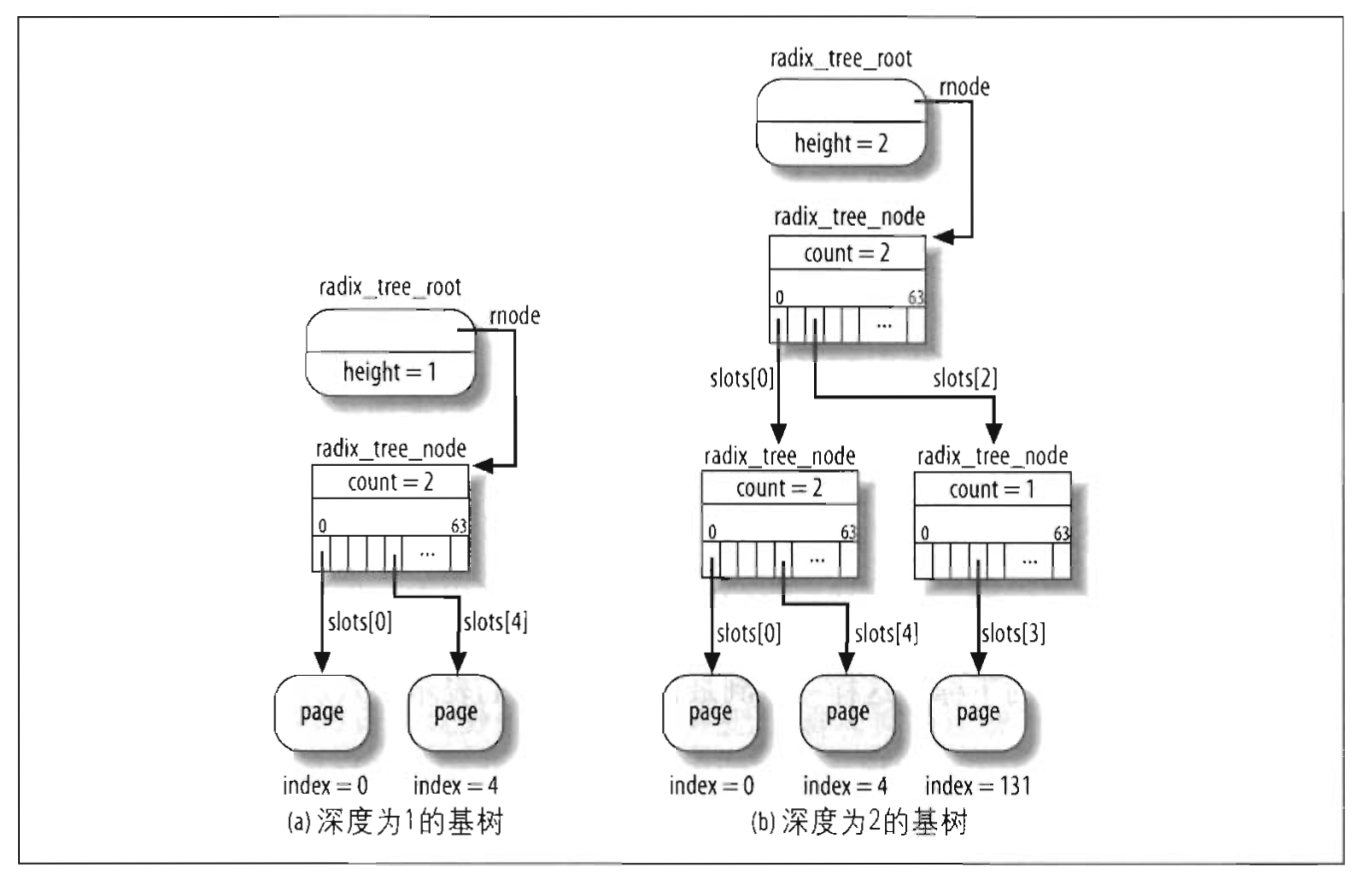 radix_tree_root
rnode
height = 1
radix_tree_node
count = 2
0 63
...
slots[0] slots[4]
page page
index = 0 index = 4
(a) 深度为1的基树
radix_tree_root
rnode
height = 2
radix_tree_node
count = 2
0 63
...
slots[0] slots[2]
radix_tree_node radix_tree_node
count = 2 count = 1
0 63 0 63
... ...
slots[0] slots[4] slots[3]
page page page
index = 0 index = 4 index = 131
(b) 深度为2的基树